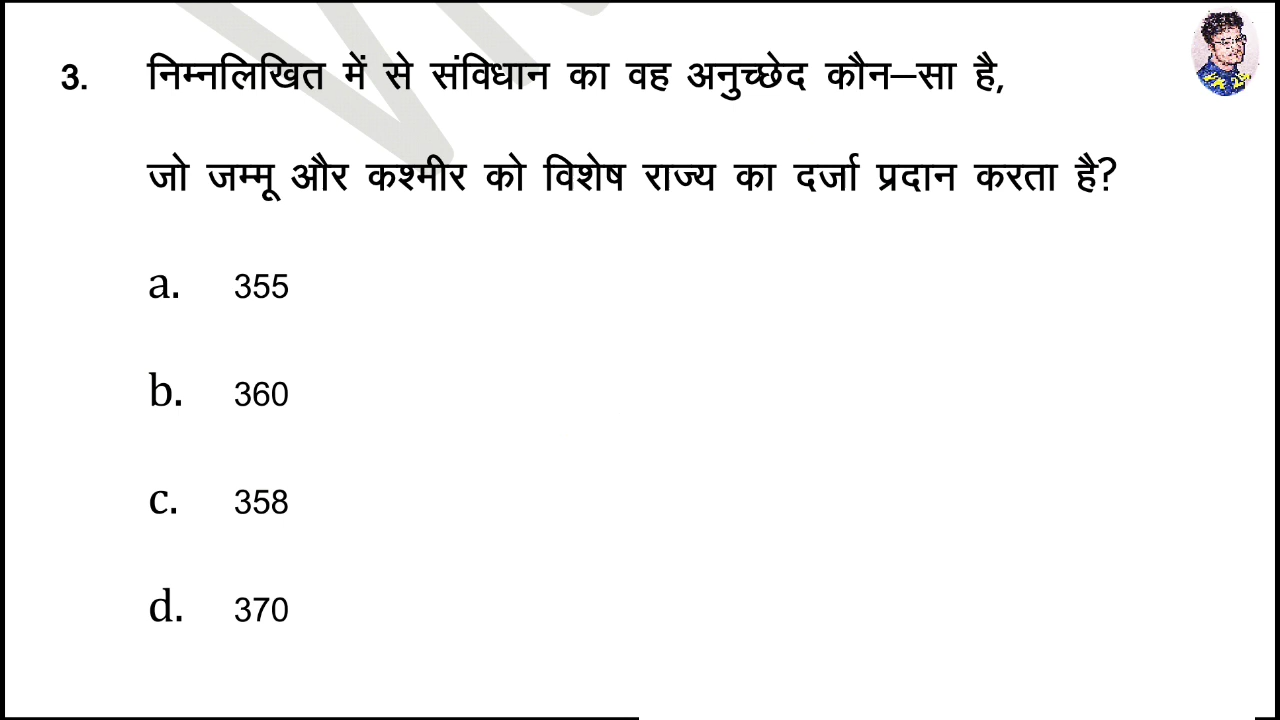 3. निम्नलिखित में से संविधान का वह अनुच्छेद कौन–सा है,
जो जम्मू और कश्मीर को विशेष राज्य का दर्जा प्रदान करता है?
a. 355
b. 360
c. 358
d. 370